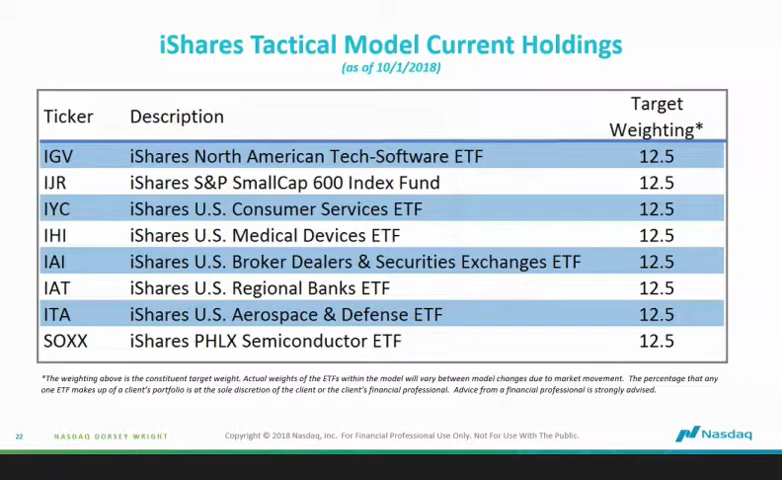 iShares Tactical Model Current Holdings
(as of 10/1/2018)
Ticker Description Target Weighting*
IGV iShares North American Tech-Software ETF 12.5
IJR iShares S&P SmallCap 600 Index Fund 12.5
IYC iShares U.S. Consumer Services ETF 12.5
IHI iShares U.S. Medical Devices ETF 12.5
IAI iShares U.S. Broker Dealers & Securities Exchanges ETF 12.5
IAT iShares U.S. Regional Banks ETF 12.5
ITA iShares U.S. Aerospace & Defense ETF 12.5
SOXX iShares PHLX Semiconductor ETF 12.5
*The weighting above is the constituent target weight. Actual weights of the ETFs within the model will vary between model changes due to market movement. The percentage that any
one ETF makes up of a client's portfolio is at the sole discretion of the client or the client's financial professional. Advice from a financial professional is strongly advised.
22 NASDAQ DORSEY WRIGHT Copyright © 2018 Nasdaq, Inc. For Financial Professional Use Only. Not For Use With The Public. Nasdaq